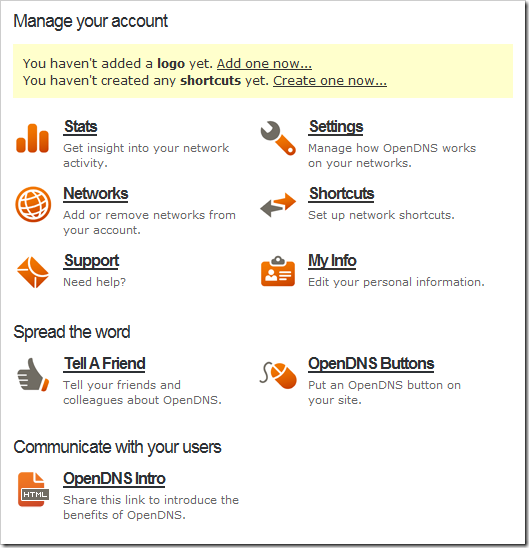 Manage your account
You haven't added a logo yet. Add one now...
You haven't created any shortcuts yet. Create one now...
Stats
Get insight into your network
activity.
Settings
Manage how OpenDNS works
on your networks.
Networks
Add or remove networks from
your account.
Shortcuts
Set up network shortcuts.
Support
Need help?
My Info
Edit your personal information.
Spread the word
Tell A Friend
Tell your friends and
colleagues about OpenDNS.
OpenDNS Buttons
Put an OpenDNS button on
your site.
Communicate with your users
HTML
OpenDNS Intro
Share this link to introduce the
benefits of OpenDNS.